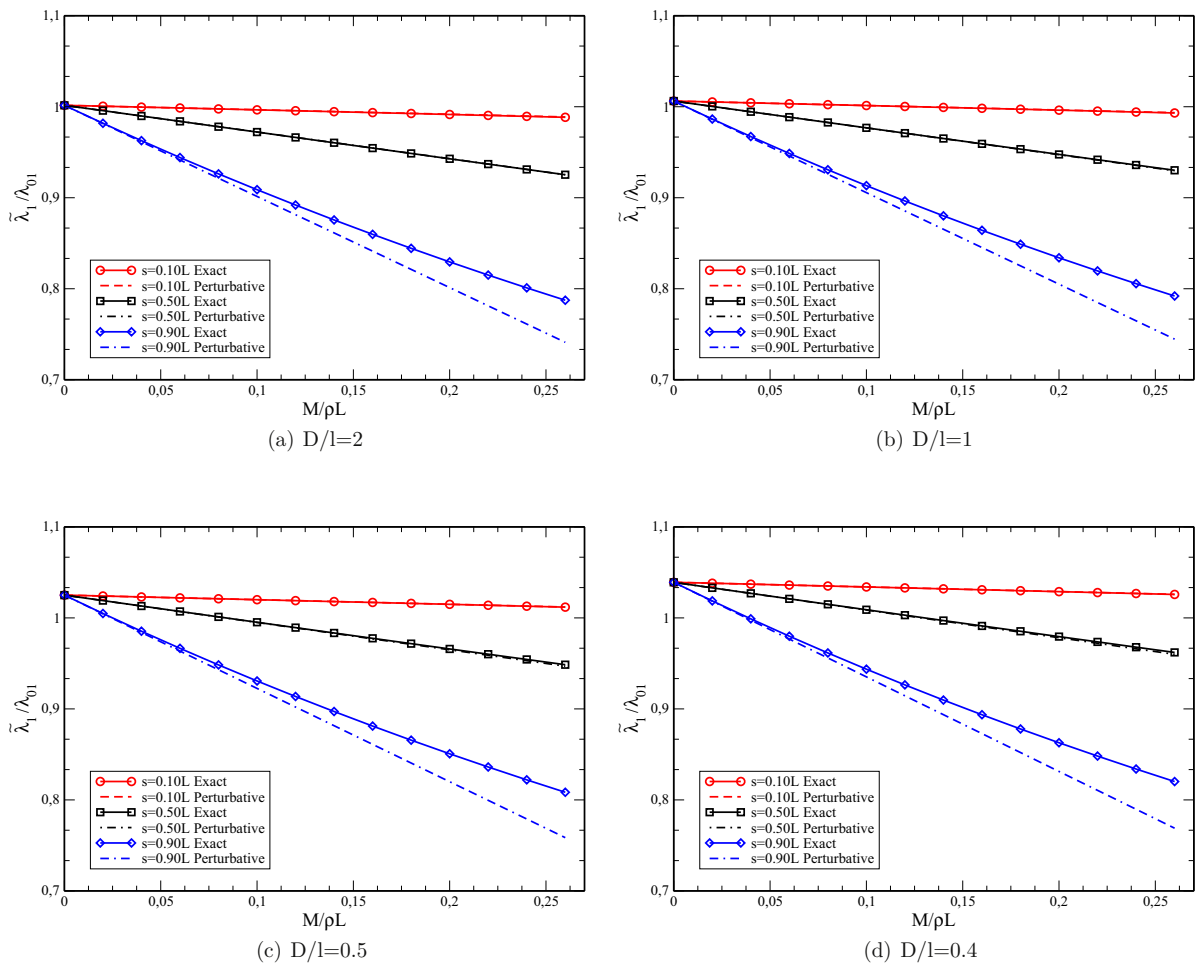 1,1
1
0,9
0,8
0,7
λ̃₁/λ₀₁
s=0.10L Exact
s=0.10L Perturbative
s=0.50L Exact
s=0.50L Perturbative
s=0.90L Exact
s=0.90L Perturbative
0 0,05 0,1 0,15 0,2 0,25
M/ρL
(a) D/l=2
1,1
1
0,9
0,8
0,7
λ̃₁/λ₀₁
s=0.10L Exact
s=0.10L Perturbative
s=0.50L Exact
s=0.50L Perturbative
s=0.90L Exact
s=0.90L Perturbative
0 0,05 0,1 0,15 0,2 0,25
M/ρL
(b) D/l=1
1,1
1
0,9
0,8
0,7
λ̃₁/λ₀₁
s=0.10L Exact
s=0.10L Perturbative
s=0.50L Exact
s=0.50L Perturbative
s=0.90L Exact
s=0.90L Perturbative
0 0,05 0,1 0,15 0,2 0,25
M/ρL
(c) D/l=0.5
1,1
1
0,9
0,8
0,7
λ̃₁/λ₀₁
s=0.10L Exact
s=0.10L Perturbative
s=0.50L Exact
s=0.50L Perturbative
s=0.90L Exact
s=0.90L Perturbative
0 0,05 0,1 0,15 0,2 0,25
M/ρL
(d) D/l=0.4